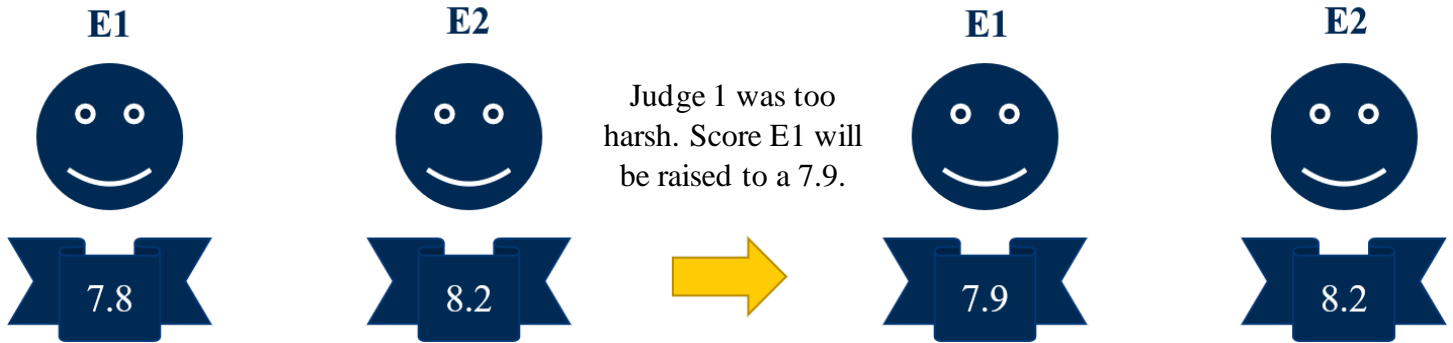 E1
E2
E1
E2
Judge 1 was too
harsh. Score E1 will
be raised to a 7.9.
7.8
8.2
7.9
8.2